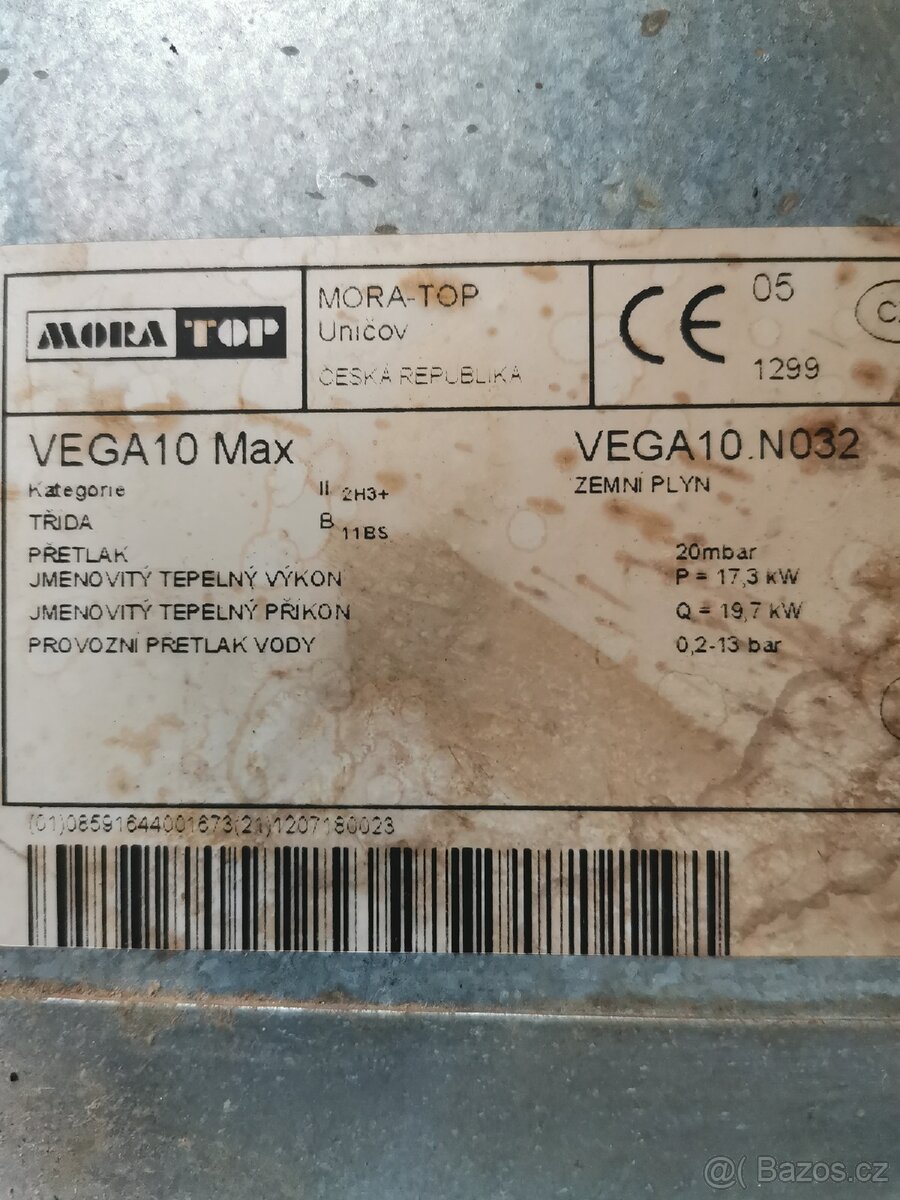 MORA TOP
MORA-TOP
Uničov
ČESKÁ REPUBLIKA
CE 05
1299
VEGA10 Max
VEGA10.N032
Kategorie II 2H3+
ZEMNÍ PLYN
TŘÍDA B 11BS
PŘETLAK 20mbar
JMENOVITÝ TEPELNÝ VÝKON P = 17,3 kW
JMENOVITÝ TEPELNÝ PŘÍKON Q = 19,7 kW
PROVOZNÍ PŘETLAK VODY 0,2-13 bar
(01)08591644001673(21)1207180023
@( Bazoš.cz